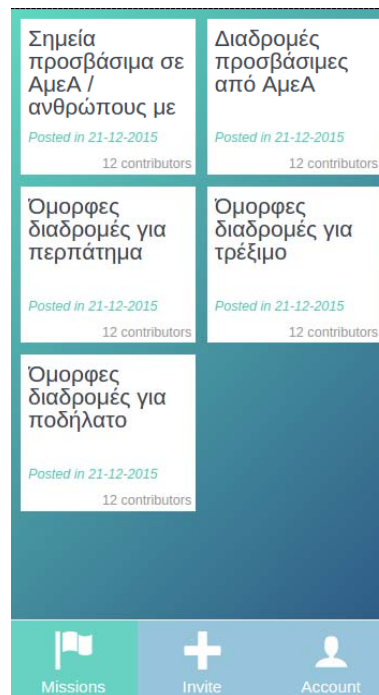 Σημεία
προσβάσιμα σε
ΑμεΑ /
ανθρώπους με
Posted in 21-12-2015
12 contributors
Διαδρομές
προσβάσιμες
από ΑμεΑ
Posted in 21-12-2015
12 contributors
Όμορφες
διαδρομές για
περπάτημα
Posted in 21-12-2015
12 contributors
Όμορφες
διαδρομές για
τρέξιμο
Posted in 21-12-2015
12 contributors
Όμορφες
διαδρομές για
ποδήλατο
Posted in 21-12-2015
12 contributors
Missions
Invite
Account